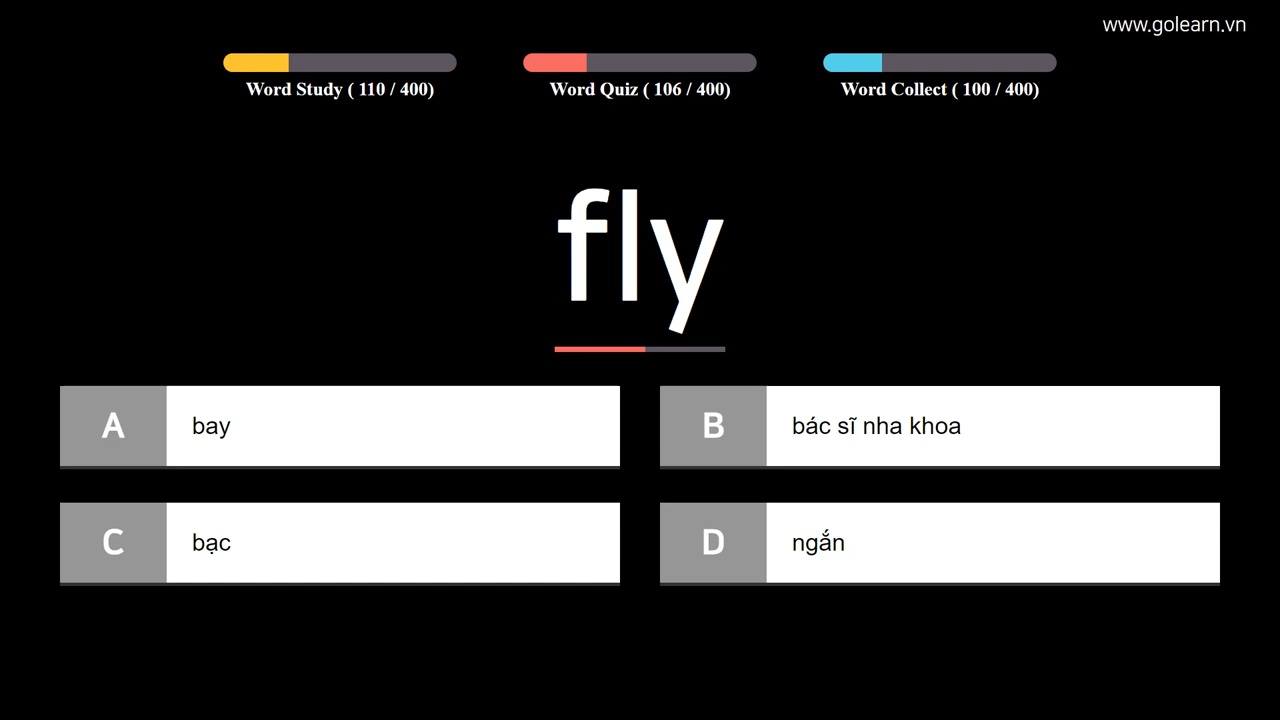 www.golearn.vn
Word Study ( 110 / 400)
Word Quiz ( 106 / 400)
Word Collect ( 100 / 400)
fly
A bay
B bác sĩ nha khoa
C bạc
D ngắn